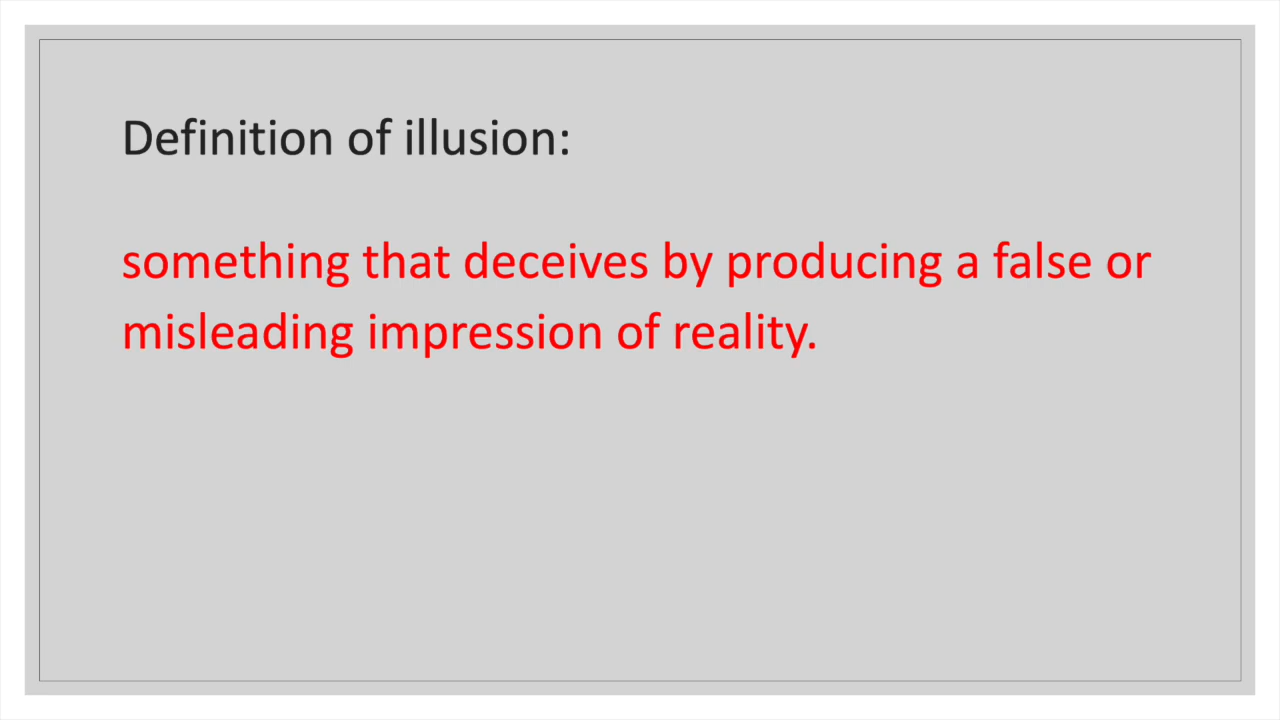 Definition of illusion:
something that deceives by producing a false or
misleading impression of reality.